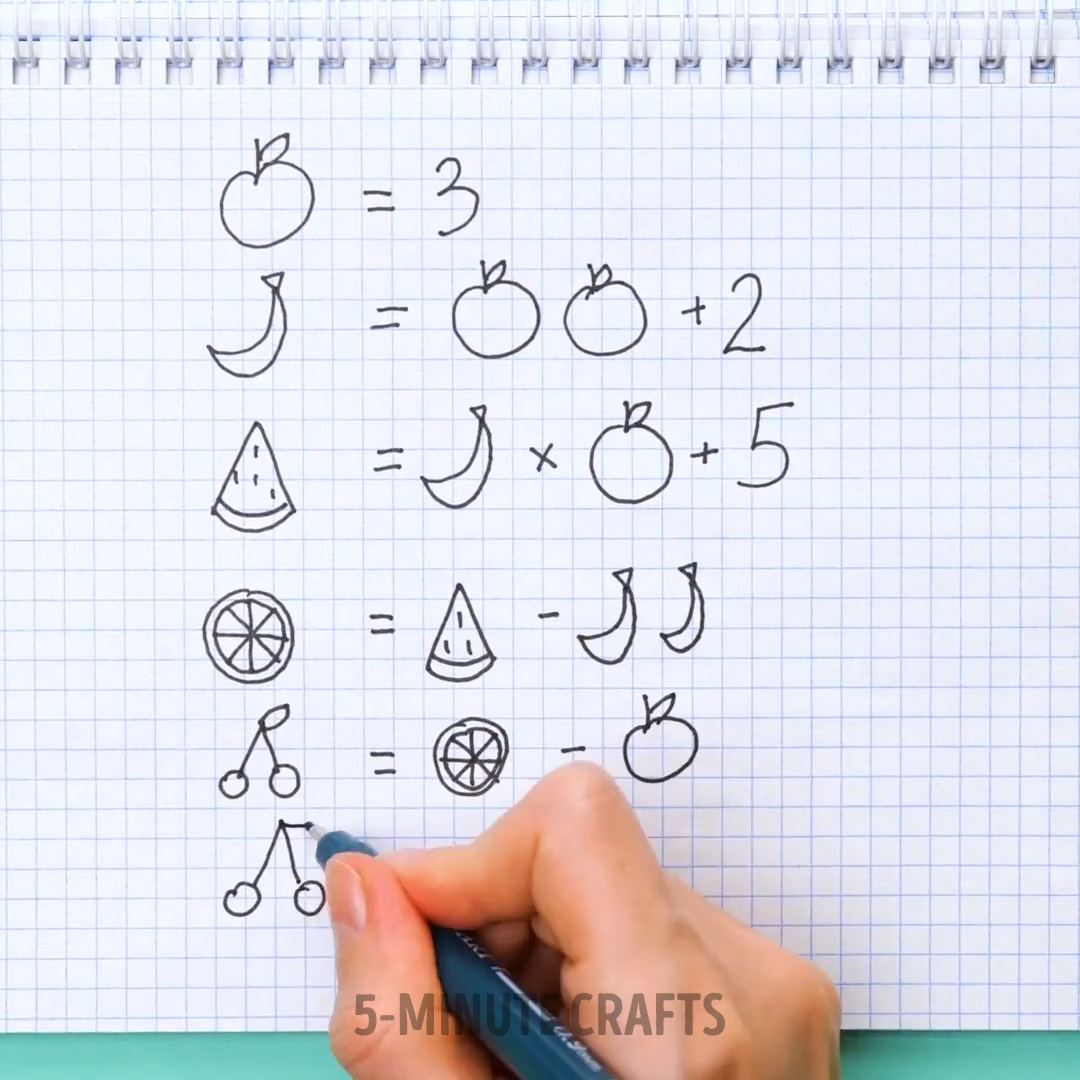 = 3
= + 2
= × + 5
= -
= -
5-MINUTE CRAFTS